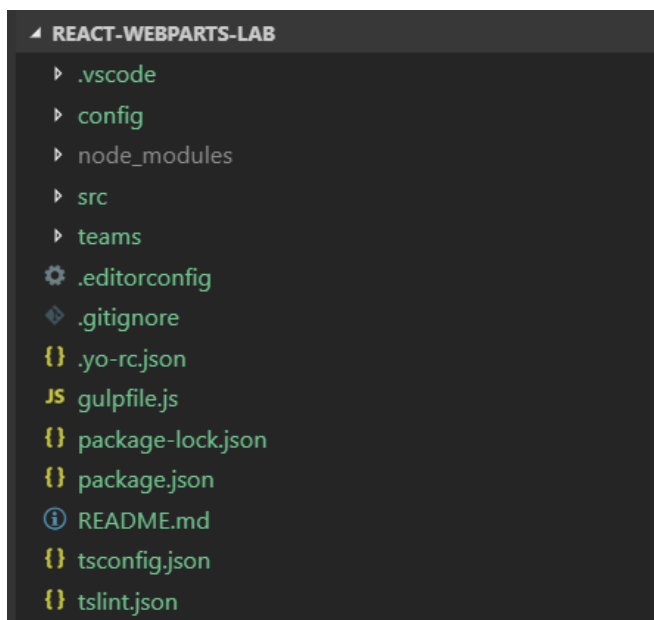 REACT-WEBPARTS-LAB
.vscode
config
node_modules
src
teams
.editorconfig
.gitignore
{} .yo-rc.json
JS gulpfile.js
{} package-lock.json
{} package.json
README.md
{} tsconfig.json
{} tslint.json